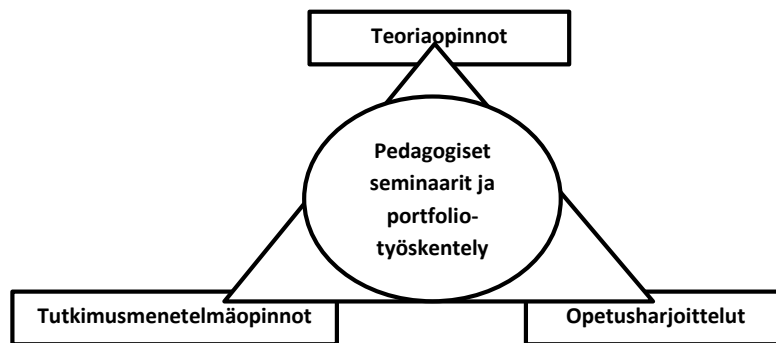 Teoriaopinnot
Pedagogiset
seminaarit ja
portfolio-
työskentely
Tutkimusmenetelmäopinnot
Opetusharjoittelut